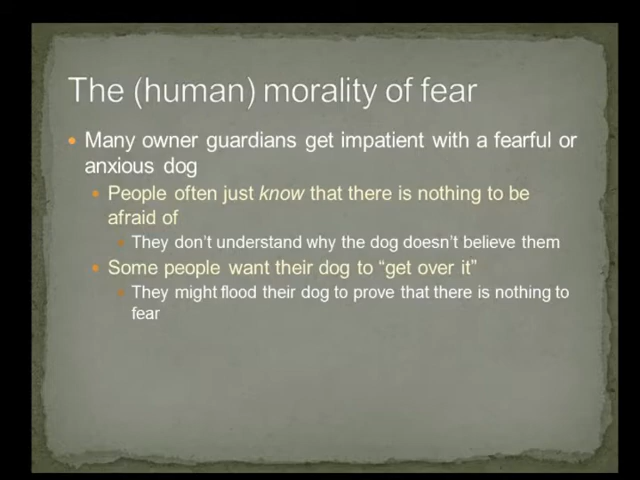 The (human) morality of fear
• Many owner guardians get impatient with a fearful or
anxious dog
• People often just know that there is nothing to be
afraid of
• They don't understand why the dog doesn't believe them
• Some people want their dog to "get over it"
• They might flood their dog to prove that there is nothing to
fear